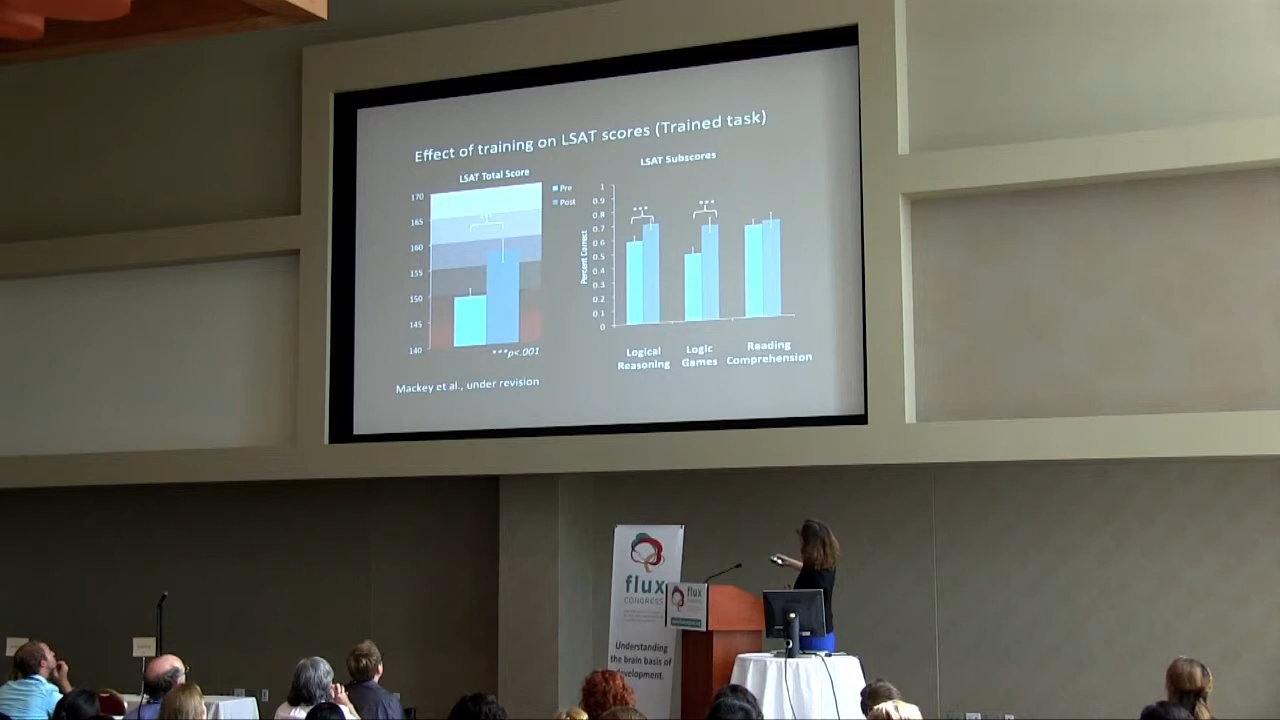 Effect of training on LSAT scores (Trained task)
LSAT Total Score
Pre
Post
170
165
160
155
150
145
140
***p<.001
Mackey et al., under revision
LSAT Subscores
***
***
Percent Correct
1
0.9
0.8
0.7
0.6
0.5
0.4
0.3
0.2
0.1
0
Logical
Reasoning
Logic
Games
Reading
Comprehension
flux
CONGRESS
Understanding
the brain basis of
flux